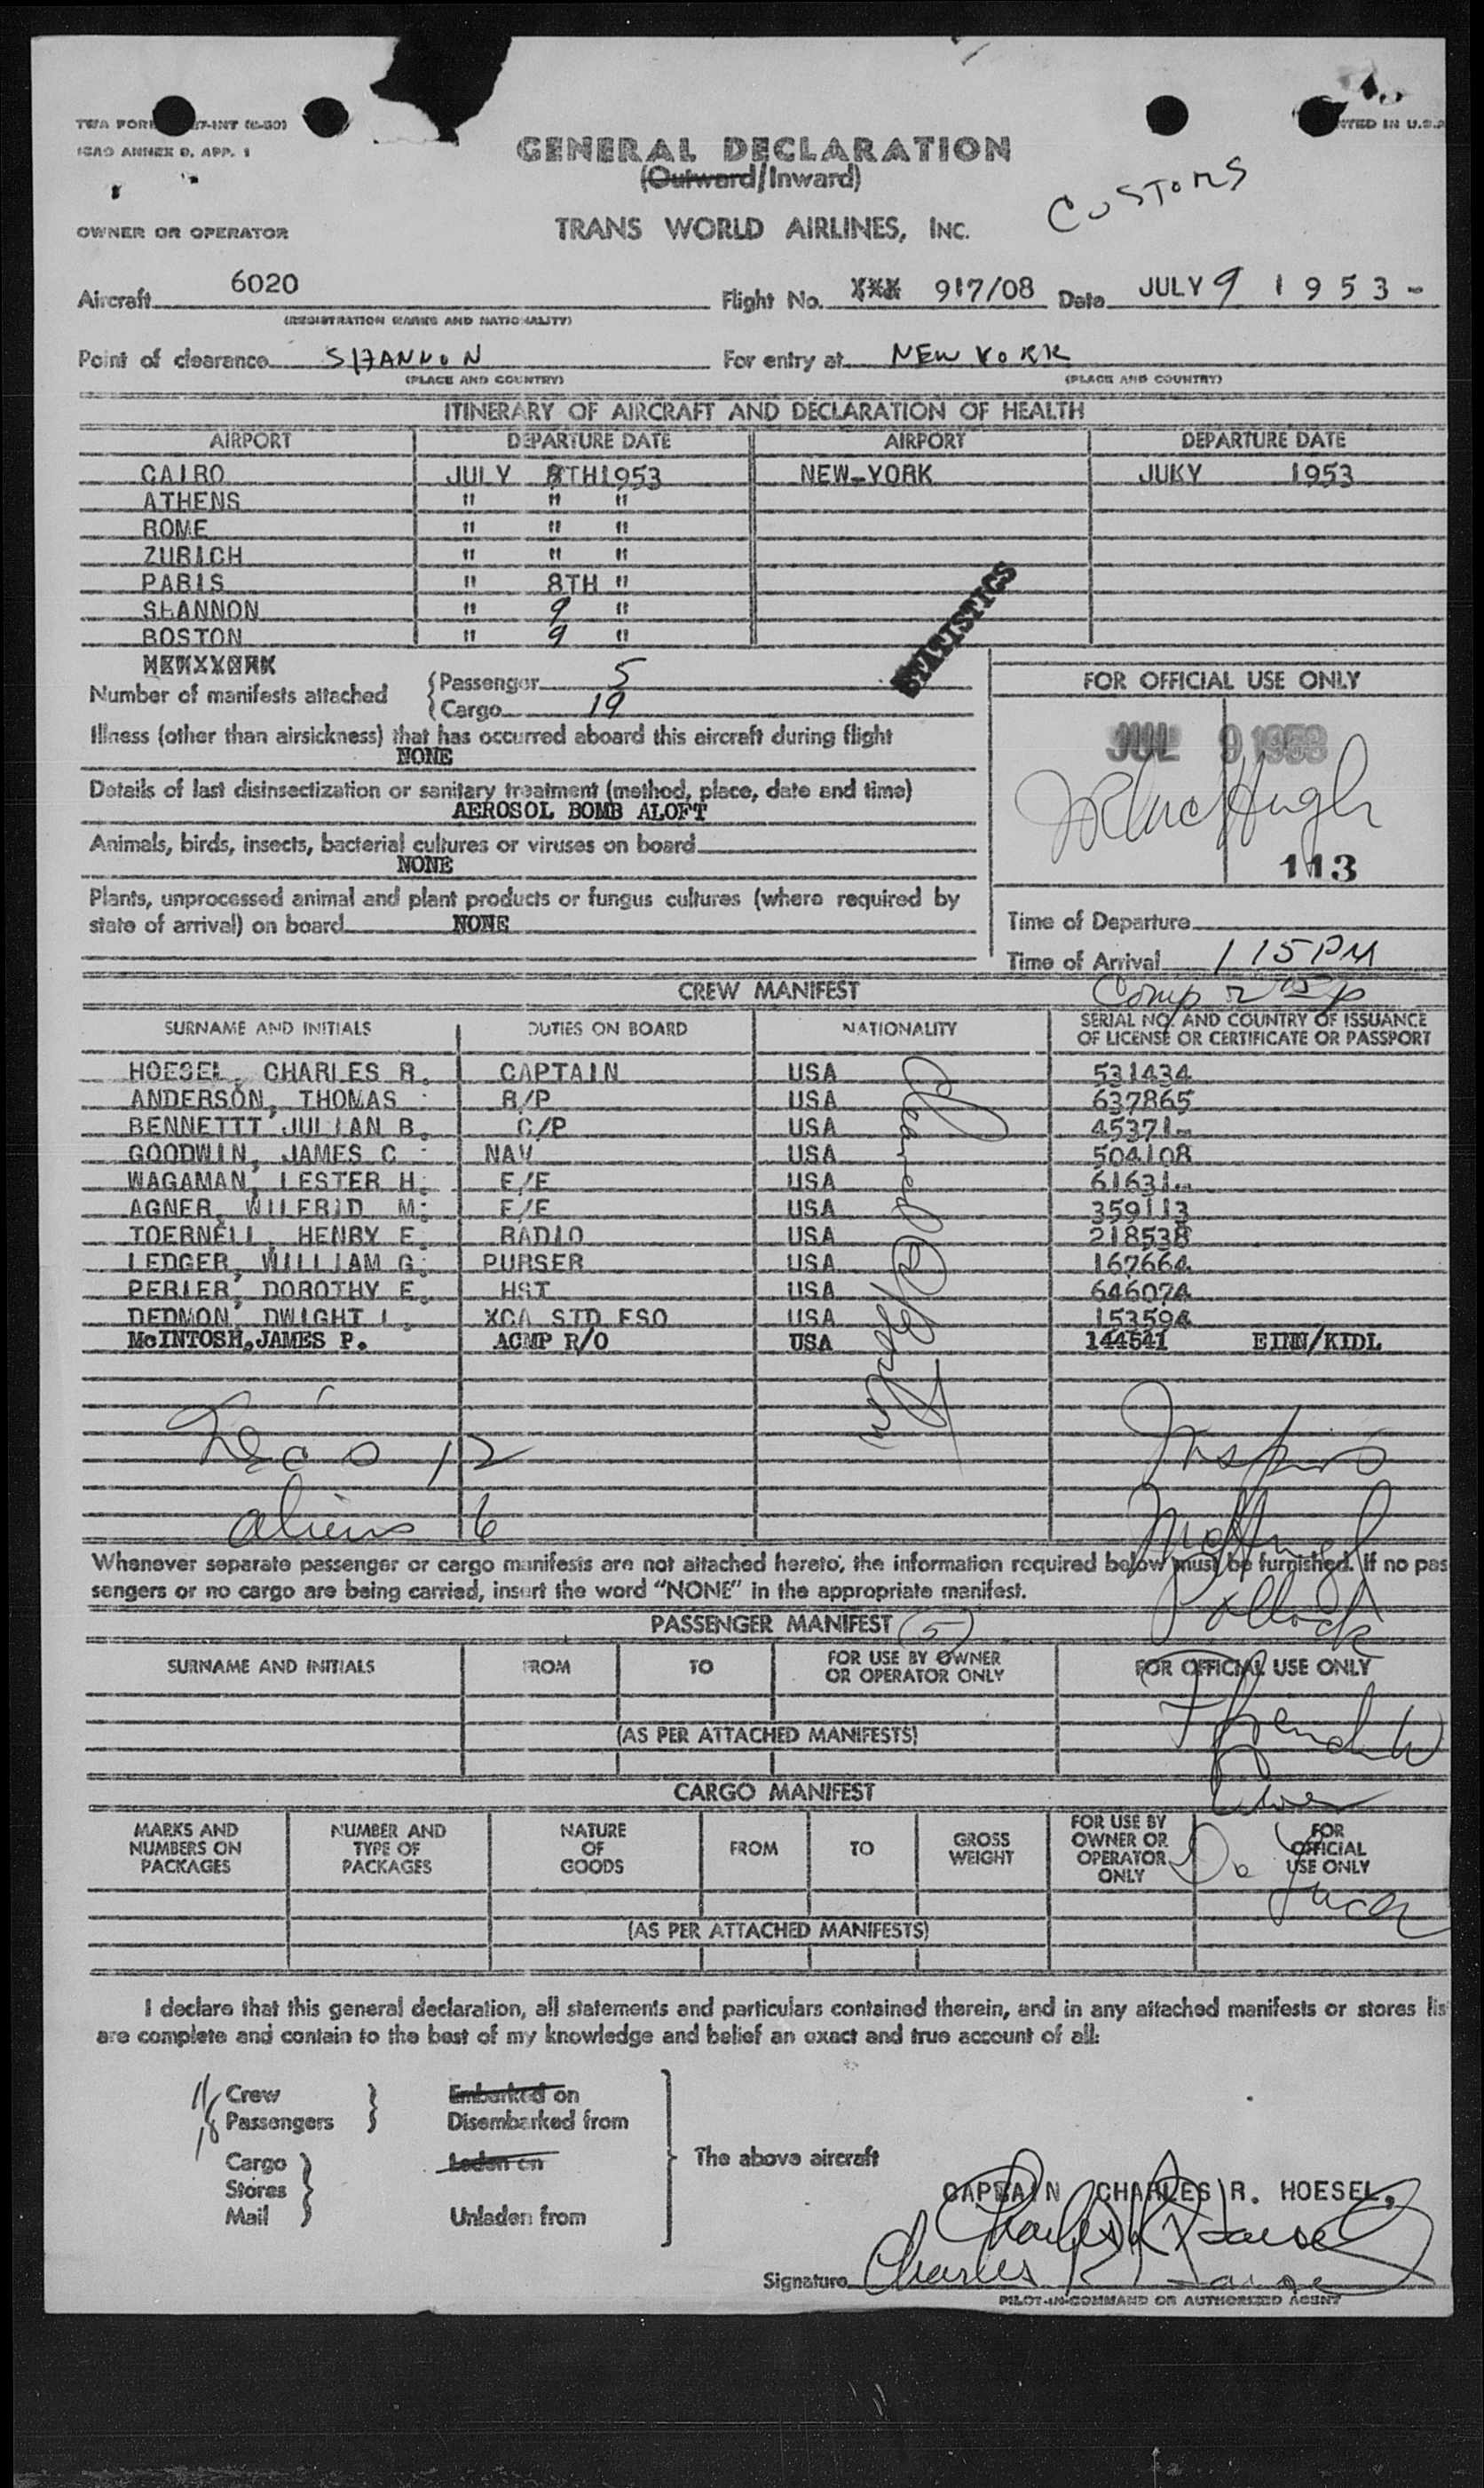 TWA FORM 7-INT (6-50)
NTED IN U.S.A
ICAO ANNEX 9, APP. 1
GENERAL DECLARATION
(Outward/Inward)
CUSTOMS
OWNER OR OPERATOR
TRANS WORLD AIRLINES, INC.
Aircraft 6020 Flight No. XXX 917/08 Date JULY 9 1953-
(REGISTRATION MARKS AND NATIONALITY)
Point of clearance SHANNON For entry at NEW YORK
(PLACE AND COUNTRY) (PLACE AND COUNTRY)
ITINERARY OF AIRCRAFT AND DECLARATION OF HEALTH
AIRPORT DEPARTURE DATE AIRPORT DEPARTURE DATE
CAIRO JULY 8TH1953 NEW-YORK JUKY 1953
ATHENS " " "
ROME " " "
ZURICH " " "
PARIS " 8TH "
SHANNON " 9 "
BOSTON " 9 "
STATISTICS
Number of manifests attached
Passenger 5
Cargo 19
FOR OFFICIAL USE ONLY
JUL 9 1953
113
Illness (other than airsickness) that has occurred aboard this aircraft during flight
NONE
Details of last disinsectization or sanitary treatment (method, place, date and time)
AEROSOL BOMB ALOFT
Animals, birds, insects, bacterial cultures or viruses on board
NONE
Plants, unprocessed animal and plant products or fungus cultures (where required by
state of arrival) on board NONE
Time of Departure
Time of Arrival 1 15 PM
CREW MANIFEST
SURNAME AND INITIALS DUTIES ON BOARD NATIONALITY SERIAL NO. AND COUNTRY OF ISSUANCE
OF LICENSE OR CERTIFICATE OR PASSPORT
HOESEL, CHARLES R. CAPTAIN USA 531434
ANDERSON, THOMAS R/P USA 637865
BENNETTT JULIAN B. C/P USA 45371-
GOODWIN, JAMES C NAV USA 504108
WAGAMAN, LESTER H. F/E USA 61631-
AGNER, WILFRID M. F/E USA 359113
TOERNELL, HENRY E. RADIO USA 218538
LEDGER, WILLIAM G. PURSER USA 167664
PERLER, DOROTHY E. HST USA 646074
DEDMON, DWIGHT L. XCA STD ESO USA 153594
McINTOSH,JAMES P. ACMP R/O USA 144541 EINN/KIDL
12
aliens 6
Whenever separate passenger or cargo manifests are not attached hereto, the information required below must be furnished. If no pas
sengers or no cargo are being carried, insert the word "NONE" in the appropriate manifest.
PASSENGER MANIFEST 5
SURNAME AND INITIALS FROM TO FOR USE BY OWNER
OR OPERATOR ONLY FOR OFFICIAL USE ONLY
(AS PER ATTACHED MANIFESTS)
CARGO MANIFEST
MARKS AND
NUMBERS ON
PACKAGES
NUMBER AND
TYPE OF
PACKAGES
NATURE
OF
GOODS
FROM
TO
GROSS
WEIGHT
FOR USE BY
OWNER OR
OPERATOR
ONLY
FOR
OFFICIAL
USE ONLY
(AS PER ATTACHED MANIFESTS)
I declare that this general declaration, all statements and particulars contained therein, and in any attached manifests or stores lis
are complete and contain to the best of my knowledge and belief an exact and true account of all:
11 Crew Embarked on
18 Passengers Disembarked from
Cargo Laden on
Stores The above aircraft
Mail Unladen from
CAPTAIN CHARLES R. HOESEL,
Signature Charles R Hoesel
PILOT-IN-COMMAND OR AUTHORIZED AGENT